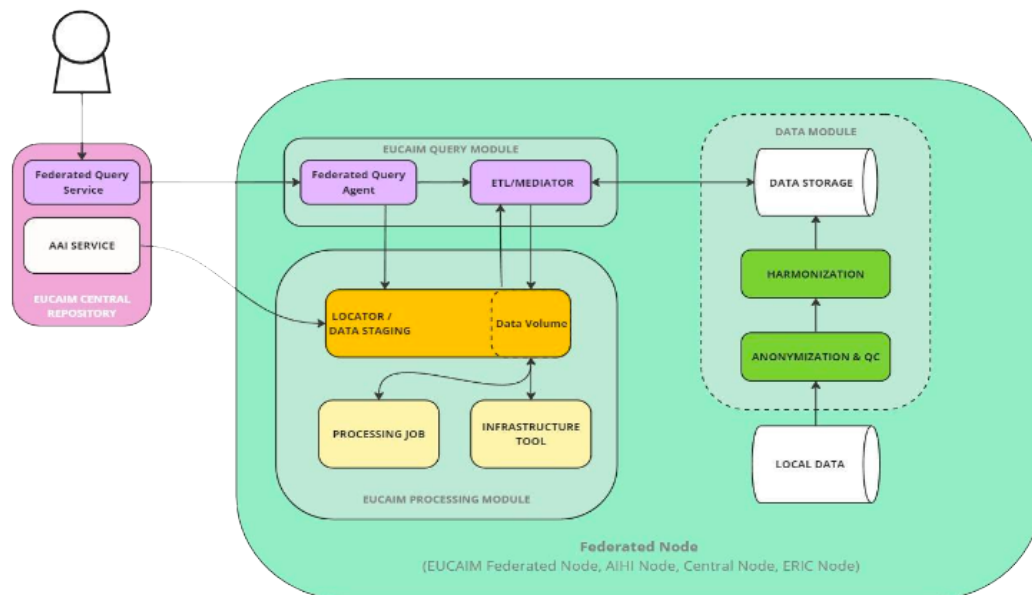 EUCAIM QUERY MODULE
DATA MODULE
Federated Query
Service
Federated Query
Agent
ETL/MEDIATOR
DATA STORAGE
AAI SERVICE
EUCAIM CENTRAL
REPOSITORY
HARMONIZATION
LOCATOR /
DATA STAGING
Data Volume
ANONYMIZATION & QC
PROCESSING JOB
INFRASTRUCTURE
TOOL
LOCAL DATA
EUCAIM PROCESSING MODULE
Federated Node
(EUCAIM Federated Node, AIHI Node, Central Node, ERIC Node)